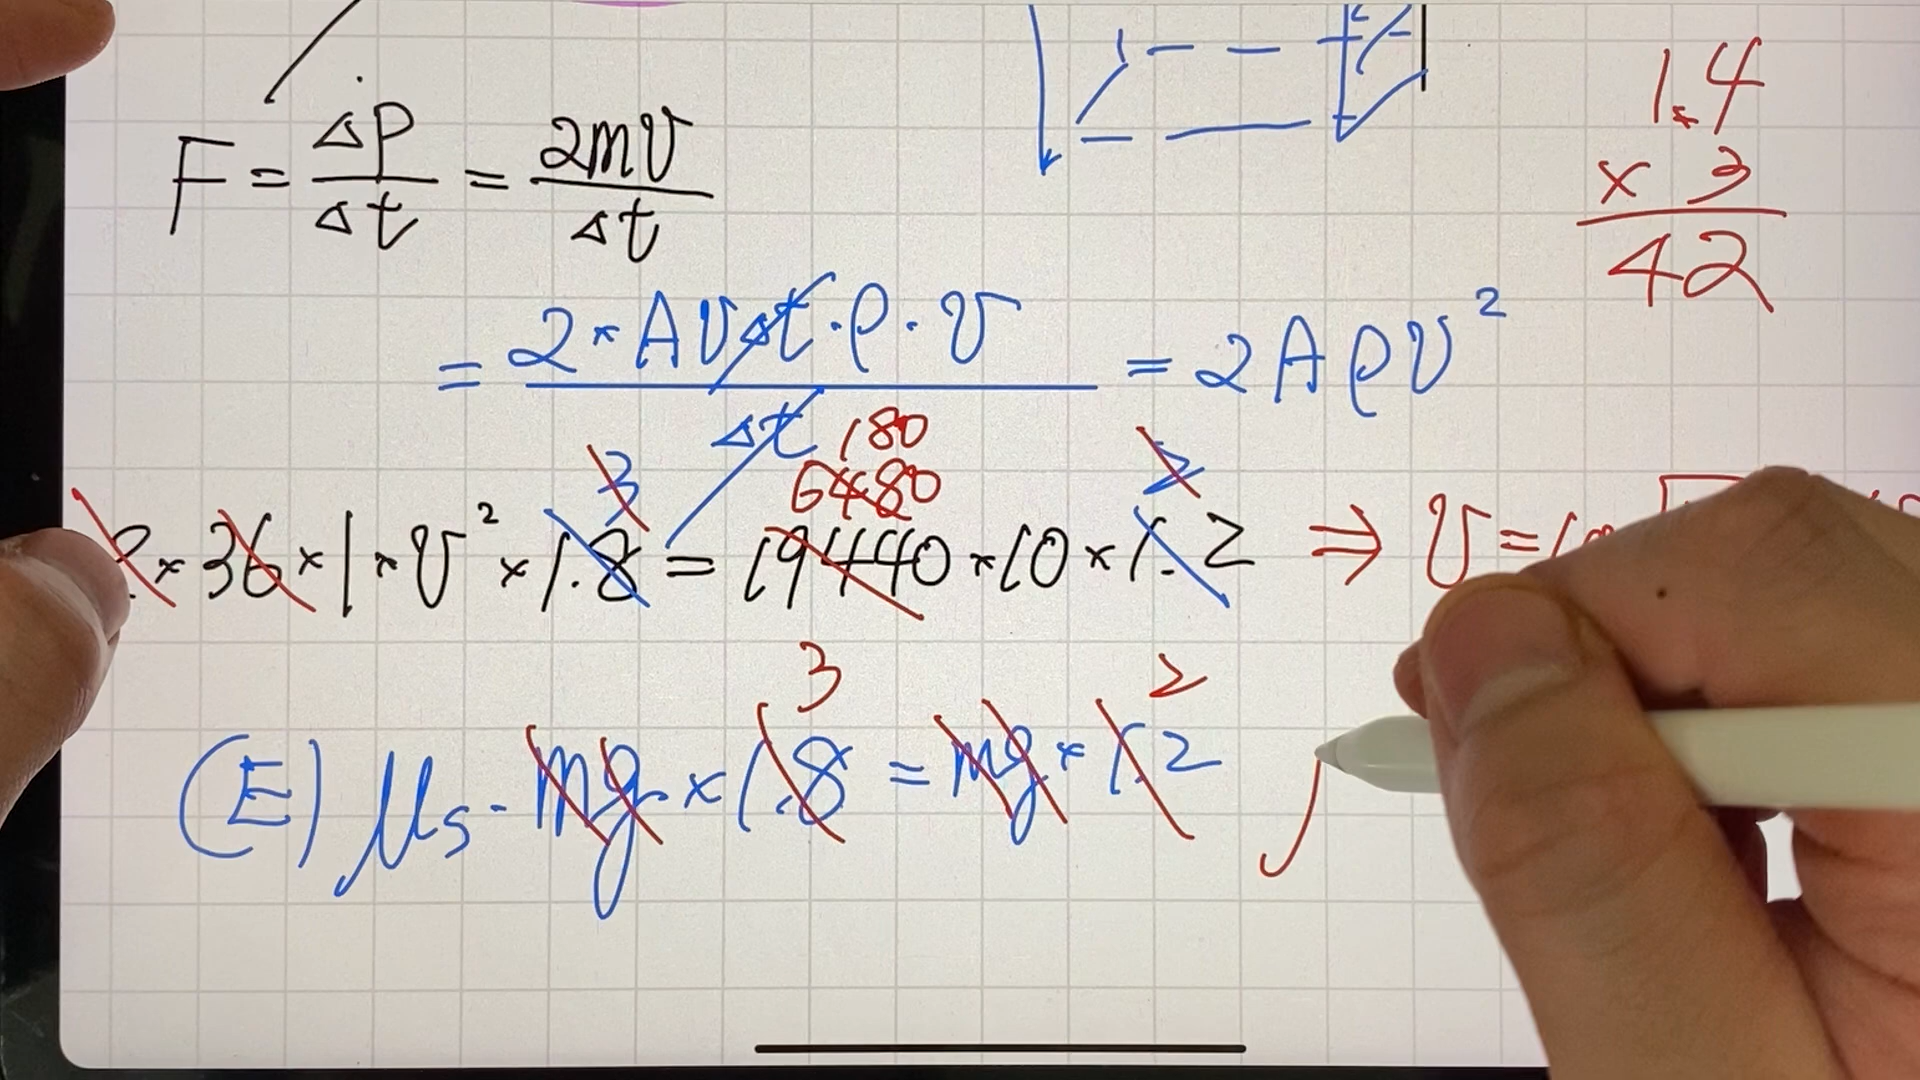 1.4
× 3
42
F = ΔP/Δt = 2mv/Δt
= 2 × AvΔt · ρ · v / Δt = 2Aρv²
180
3 6480 2
2 × 36 × 1 × v² × 1.8 = 19440 × 10 × 1.2 ⇒ v = 10
3 2
(E) μs · mg × 1.8 = mg × 1.2